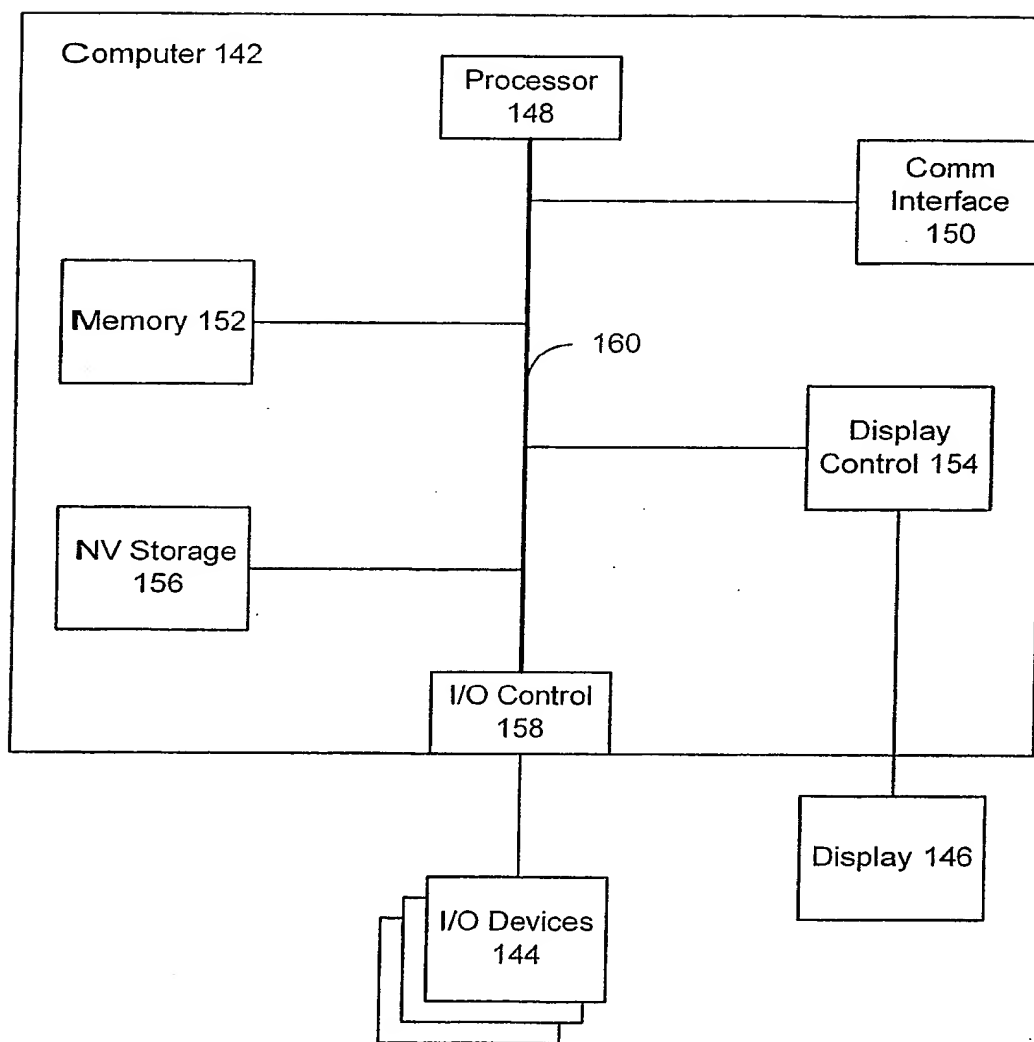 Computer 142
Processor
148
Comm
Interface
150
Memory 152
160
Display
Control 154
NV Storage
156
I/O Control
158
Display 146
I/O Devices
144